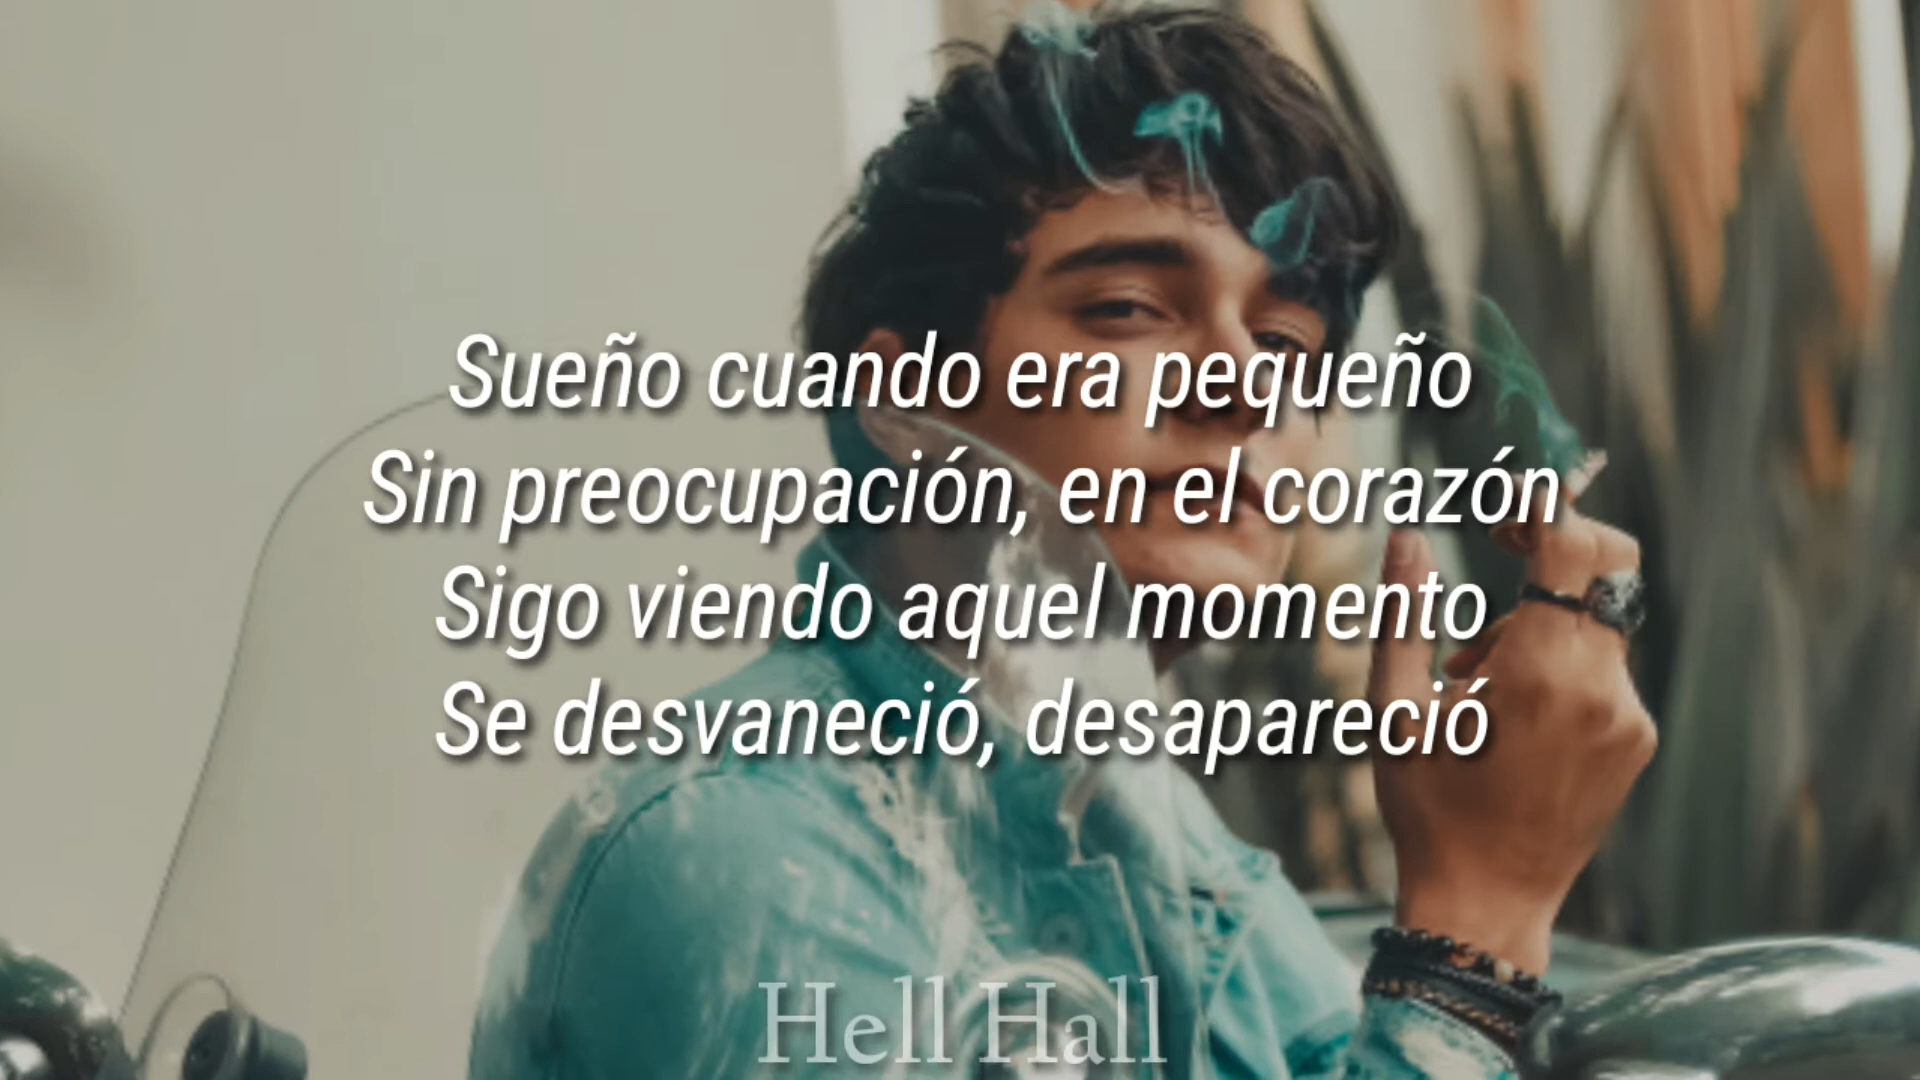 Sueño cuando era pequeño
Sin preocupación, en el corazón
Sigo viendo aquel momento
Se desvaneció, desapareció
Hell Hall